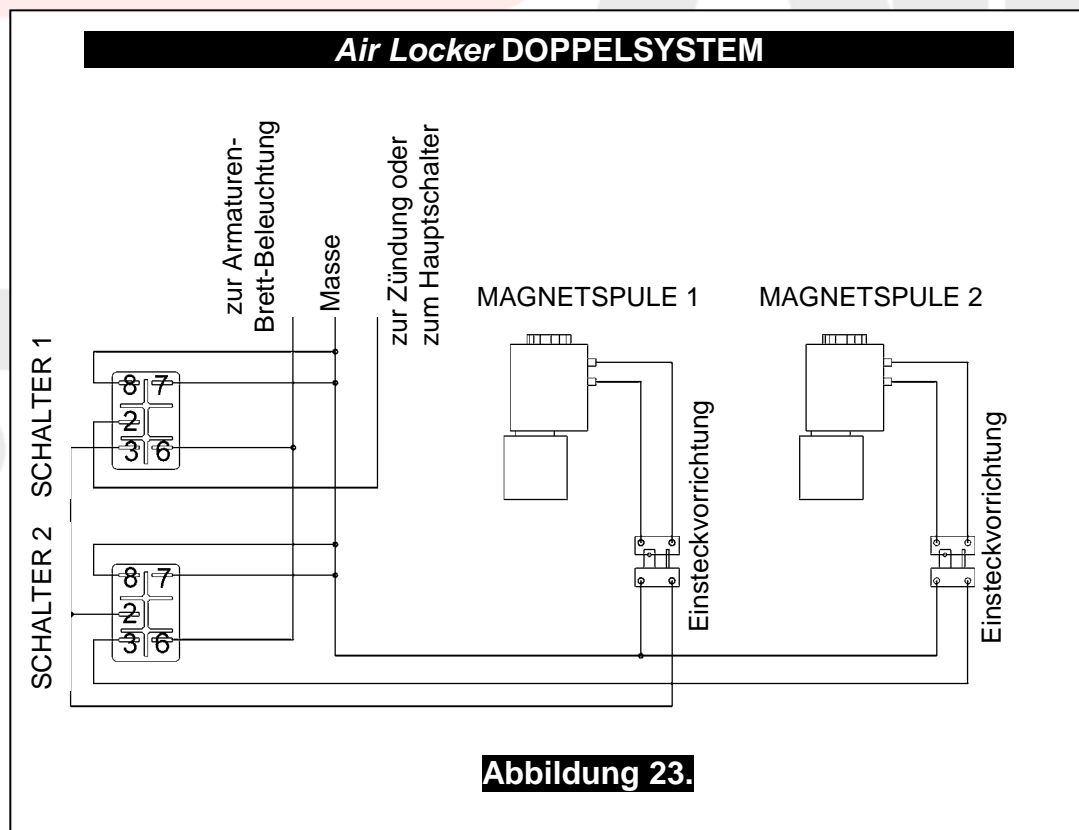 Air Locker DOPPELSYSTEM
zur Armaturen-
Brett-Beleuchtung
Masse
zur Zündung oder
zum Hauptschalter
MAGNETSPULE 1
MAGNETSPULE 2
SCHALTER 1
8 7
2
3 6
SCHALTER 2
8 7
2
3 6
Einsteckvorrichtung
Einsteckvorrichtung
Abbildung 23.